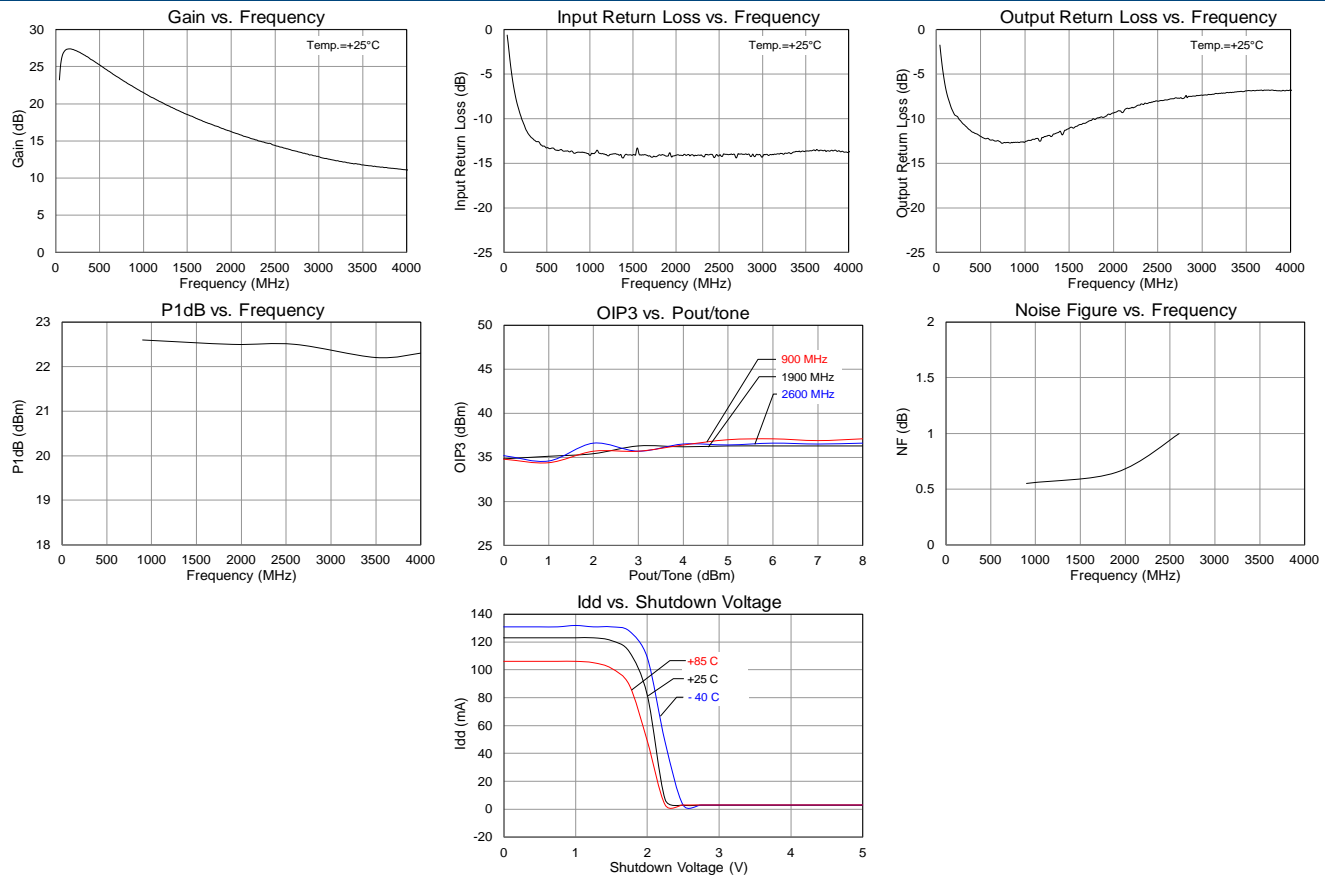 Gain vs. Frequency
30
25
20
15
10
5
0
Gain (dB)
Temp.=+25°C
0 500 1000 1500 2000 2500 3000 3500 4000
Frequency (MHz)
Input Return Loss vs. Frequency
0
-5
-10
-15
-20
-25
Input Return Loss (dB)
Temp.=+25°C
0 500 1000 1500 2000 2500 3000 3500 4000
Frequency (MHz)
Output Return Loss vs. Frequency
0
-5
-10
-15
-20
-25
Output Return Loss (dB)
Temp.=+25°C
0 500 1000 1500 2000 2500 3000 3500 4000
Frequency (MHz)
P1dB vs. Frequency
23
22
21
20
19
18
P1dB (dBm)
0 500 1000 1500 2000 2500 3000 3500 4000
Frequency (MHz)
OIP3 vs. Pout/tone
50
45
40
35
30
25
OIP3 (dBm)
900 MHz
1900 MHz
2600 MHz
0 1 2 3 4 5 6 7 8
Pout/Tone (dBm)
Noise Figure vs. Frequency
2
1.5
1
0.5
0
NF (dB)
0 500 1000 1500 2000 2500 3000 3500 4000
Frequency (MHz)
Idd vs. Shutdown Voltage
140
120
100
80
60
40
20
0
-20
Idd (mA)
+85 C
+25 C
- 40 C
0 1 2 3 4 5
Shutdown Voltage (V)